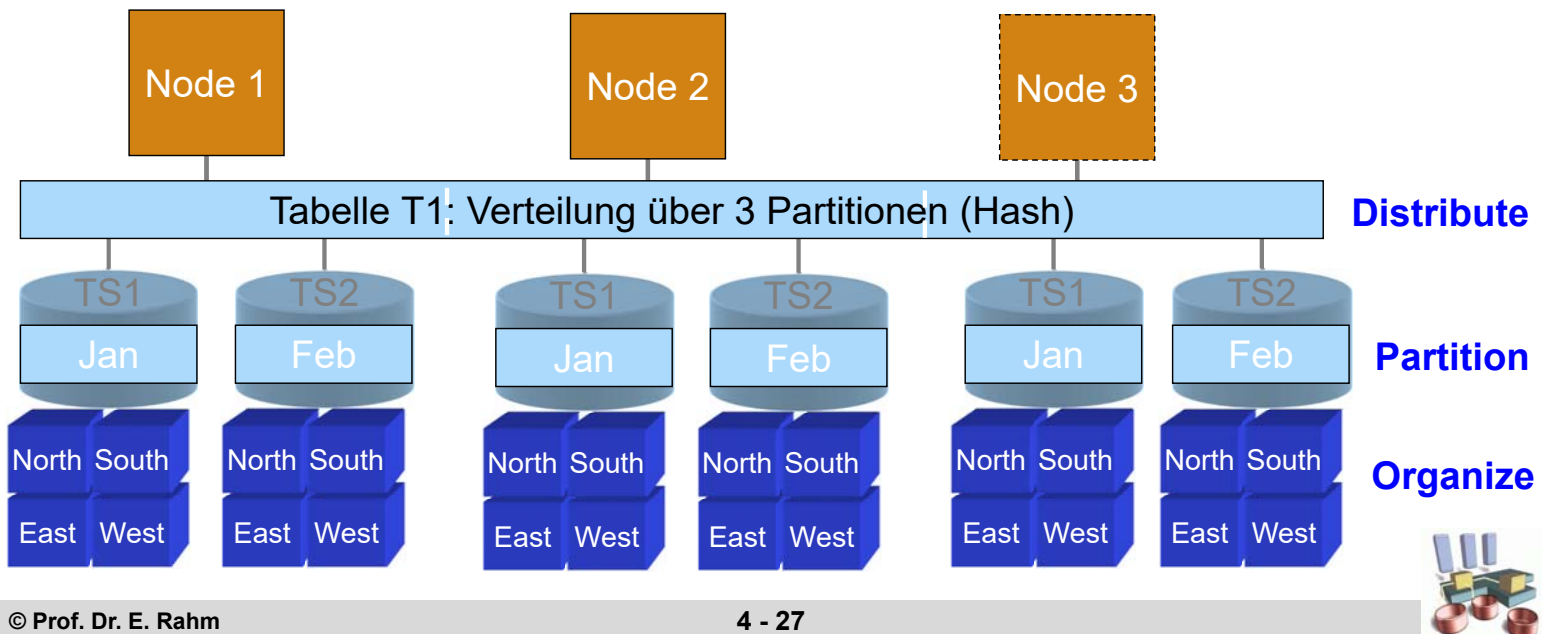 Node 1 Node 2 Node 3
Tabelle T1: Verteilung über 3 Partitionen (Hash) Distribute
TS1 TS2 TS1 TS2 TS1 TS2
Jan Feb Jan Feb Jan Feb Partition
North South North South North South North South North South North South
Organize
East West East West East West East West East West East West
© Prof. Dr. E. Rahm 4 - 27